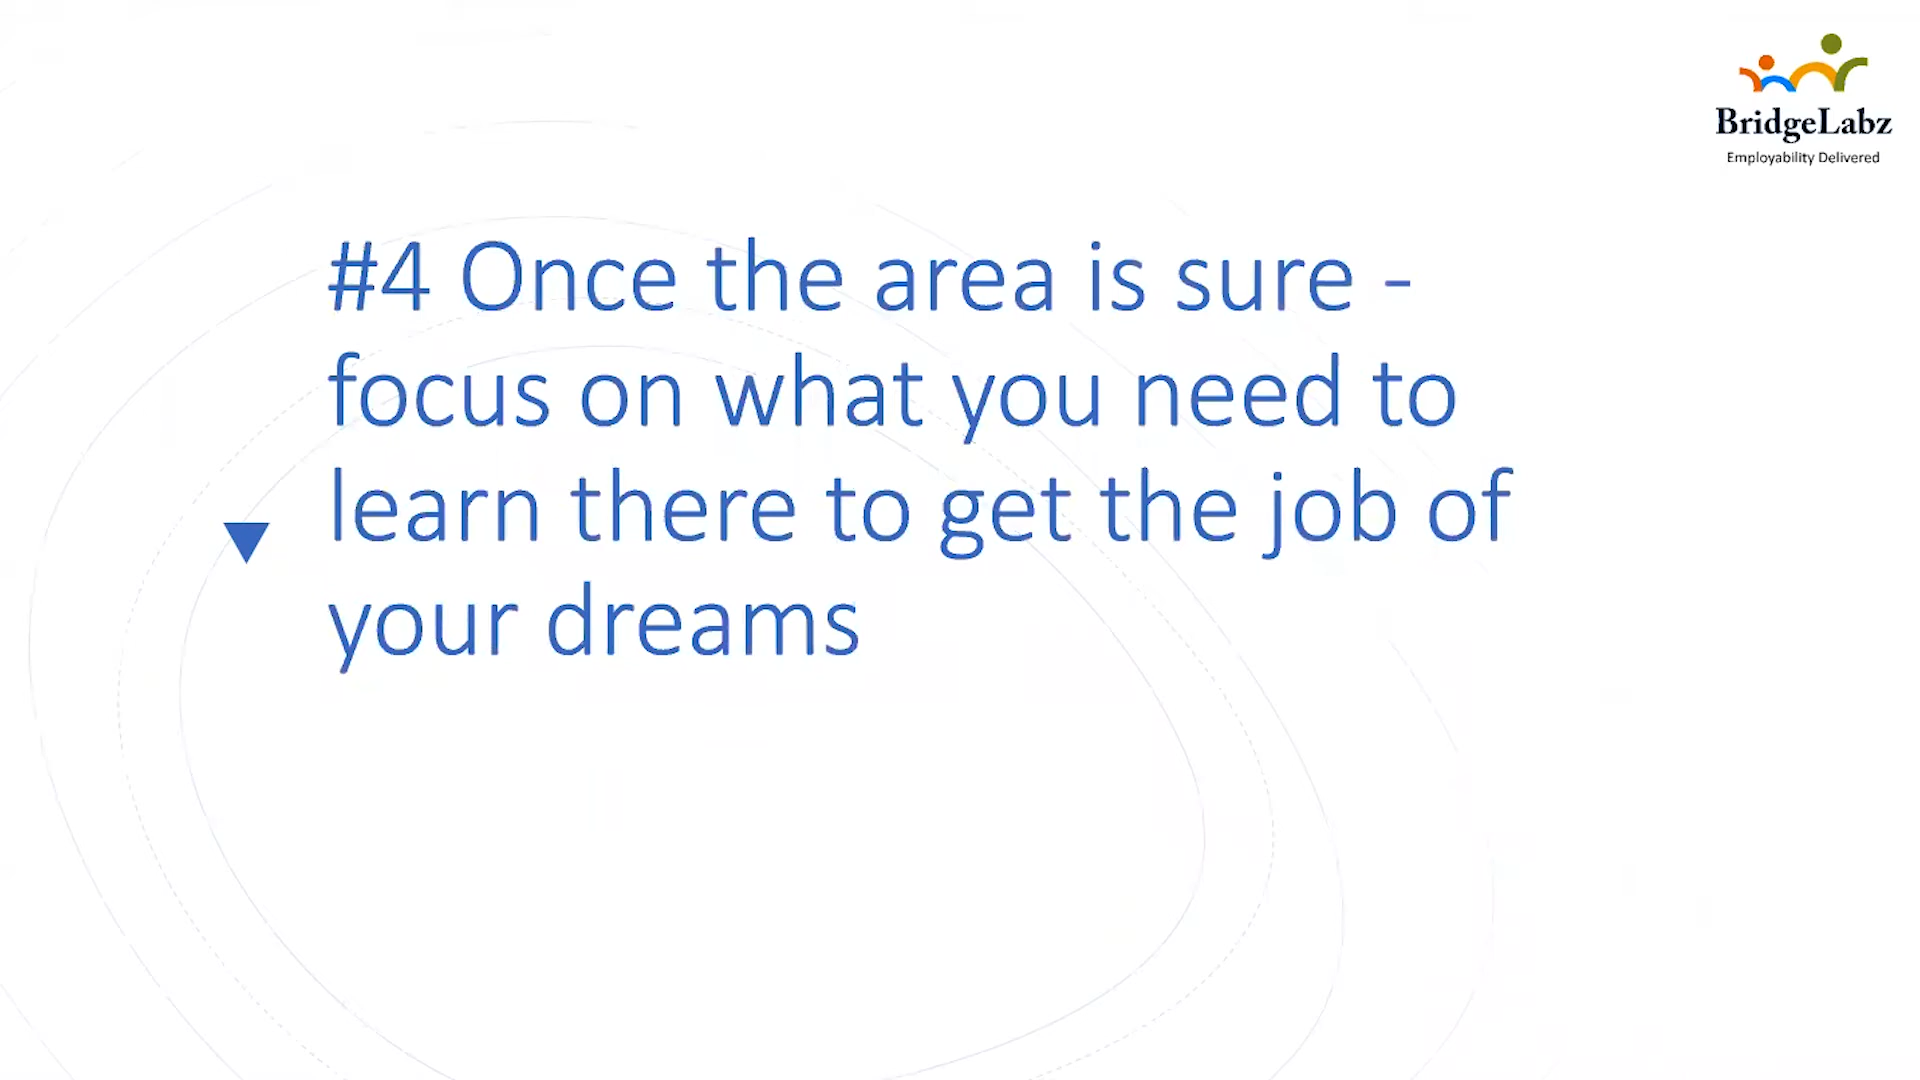 BridgeLabz
Employability Delivered
#4 Once the area is sure -
focus on what you need to
learn there to get the job of
your dreams